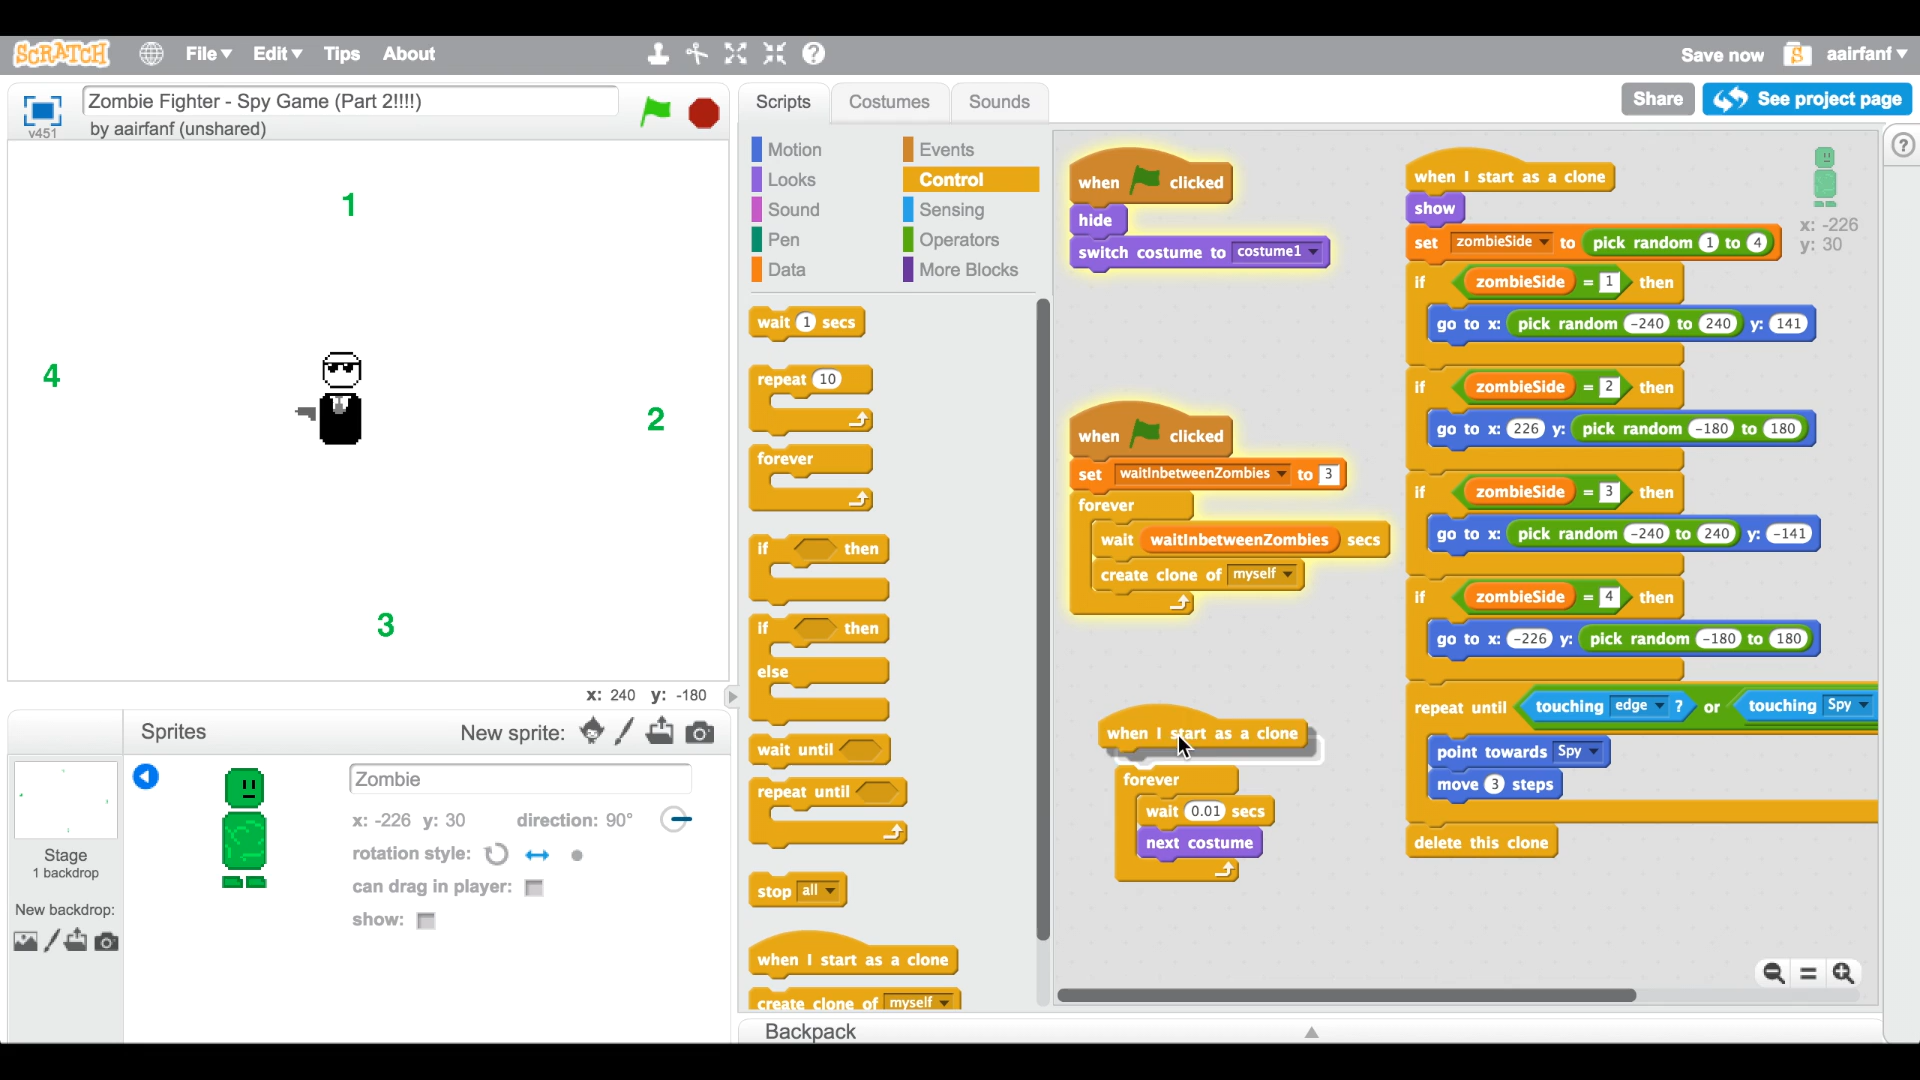 SCRATCH File Edit Tips About Save now aairfanf
Zombie Fighter - Spy Game (Part 2!!!!)
v451 by aairfanf (unshared)
Scripts Costumes Sounds Share See project page
1
4
2
3
x: 240 y: -180
Motion Events
Looks Control
Sound Sensing
Pen Operators
Data More Blocks
wait 1 secs
repeat 10
forever
if then
if then
else
wait until
repeat until
stop all
when I start as a clone
create clone of myself
when clicked
hide
switch costume to costume1
when clicked
set waitInbetweenZombies to 3
forever
wait waitInbetweenZombies secs
create clone of myself
when I start as a clone
forever
wait 0.01 secs
next costume
when I start as a clone
show
set zombieSide to pick random 1 to 4
if zombieSide = 1 then
go to x: pick random -240 to 240 y: 141
if zombieSide = 2 then
go to x: 226 y: pick random -180 to 180
if zombieSide = 3 then
go to x: pick random -240 to 240 y: -141
if zombieSide = 4 then
go to x: -226 y: pick random -180 to 180
repeat until touching edge ? or touching Spy
point towards Spy
move 3 steps
delete this clone
x: -226
y: 30
Sprites New sprite:
Zombie
x: -226 y: 30 direction: 90°
rotation style:
can drag in player:
show:
Stage
1 backdrop
New backdrop:
Backpack